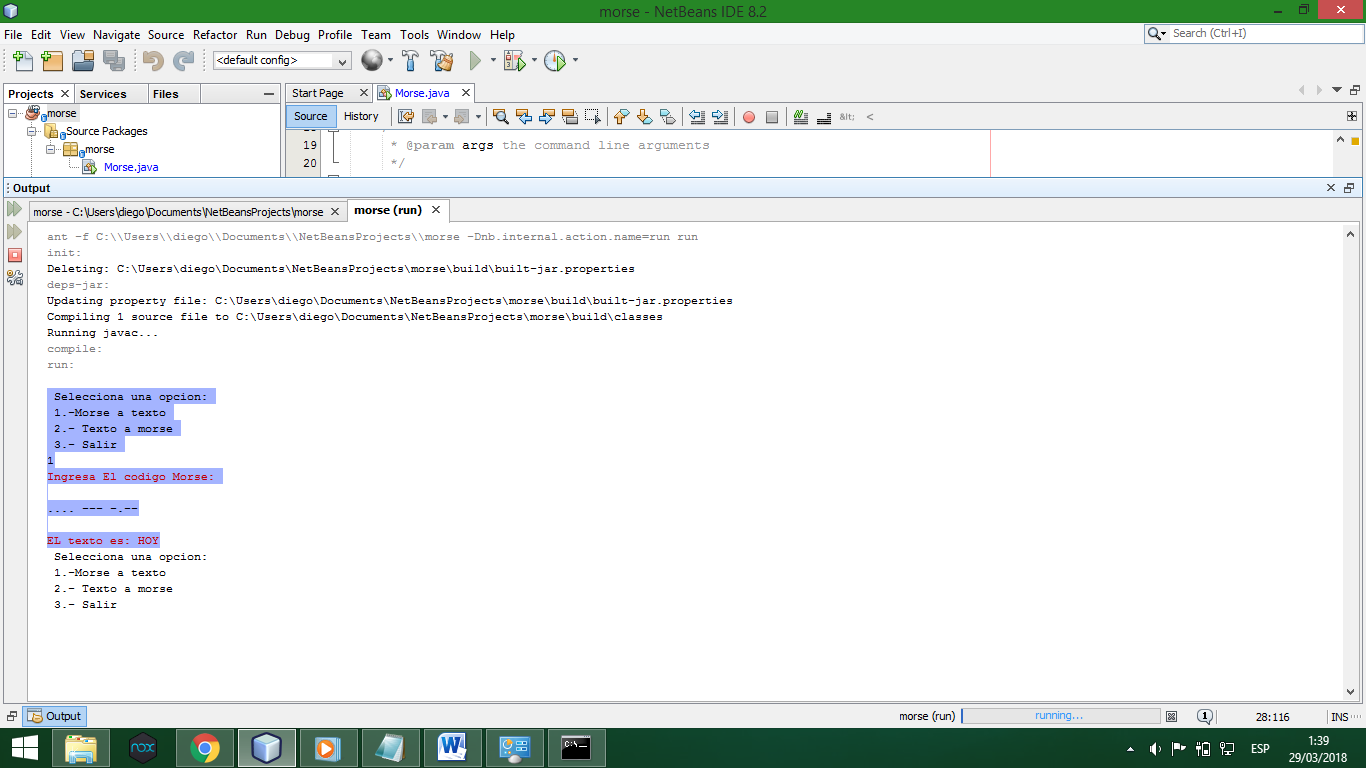 morse - NetBeans IDE 8.2
File Edit View Navigate Source Refactor Run Debug Profile Team Tools Window Help
Search (Ctrl+I)
<default config>
Projects Services Files
Start Page Morse.java
morse
Source Packages
morse
Morse.java
Source History
&lt; <
19 * @param args the command line arguments
20 */
Output
morse - C:\Users\diego\Documents\NetBeansProjects\morse morse (run)
ant -f C:\\Users\\diego\\Documents\\NetBeansProjects\\morse -Dnb.internal.action.name=run run
init:
Deleting: C:\Users\diego\Documents\NetBeansProjects\morse\build\built-jar.properties
deps-jar:
Updating property file: C:\Users\diego\Documents\NetBeansProjects\morse\build\built-jar.properties
Compiling 1 source file to C:\Users\diego\Documents\NetBeansProjects\morse\build\classes
Running javac...
compile:
run:
Selecciona una opcion:
1.-Morse a texto
2.- Texto a morse
3.- Salir
1
Ingresa El codigo Morse:
.... --- -.--
EL texto es: HOY
Selecciona una opcion:
1.-Morse a texto
2.- Texto a morse
3.- Salir
Output
morse (run) running... 1 28:116 INS
nox
C:\
ESP
1:39
29/03/2018